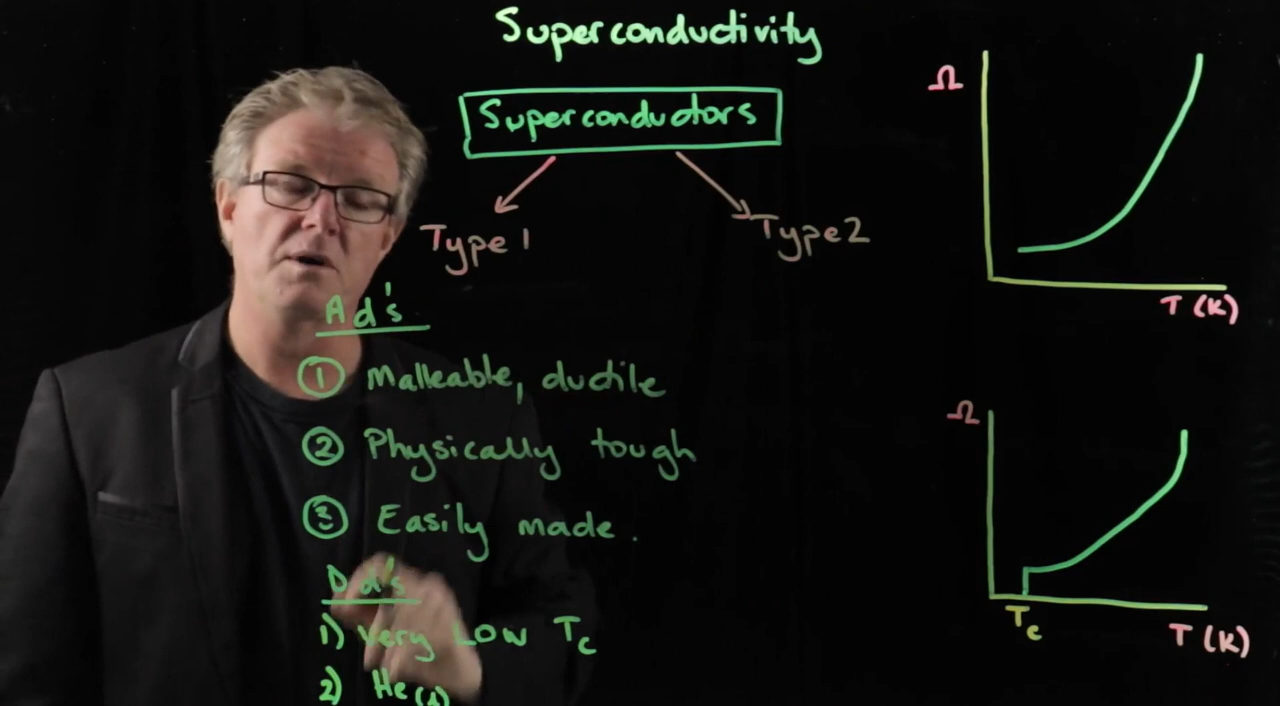 Superconductivity
Superconductors
Type 1
Type 2
Ad's
① Malleable, ductile
② Physically tough
③ Easily made.
Dd's
1) Very Low Tc
2) He(l)
Ω
T (K)
Ω
Tc
T (K)